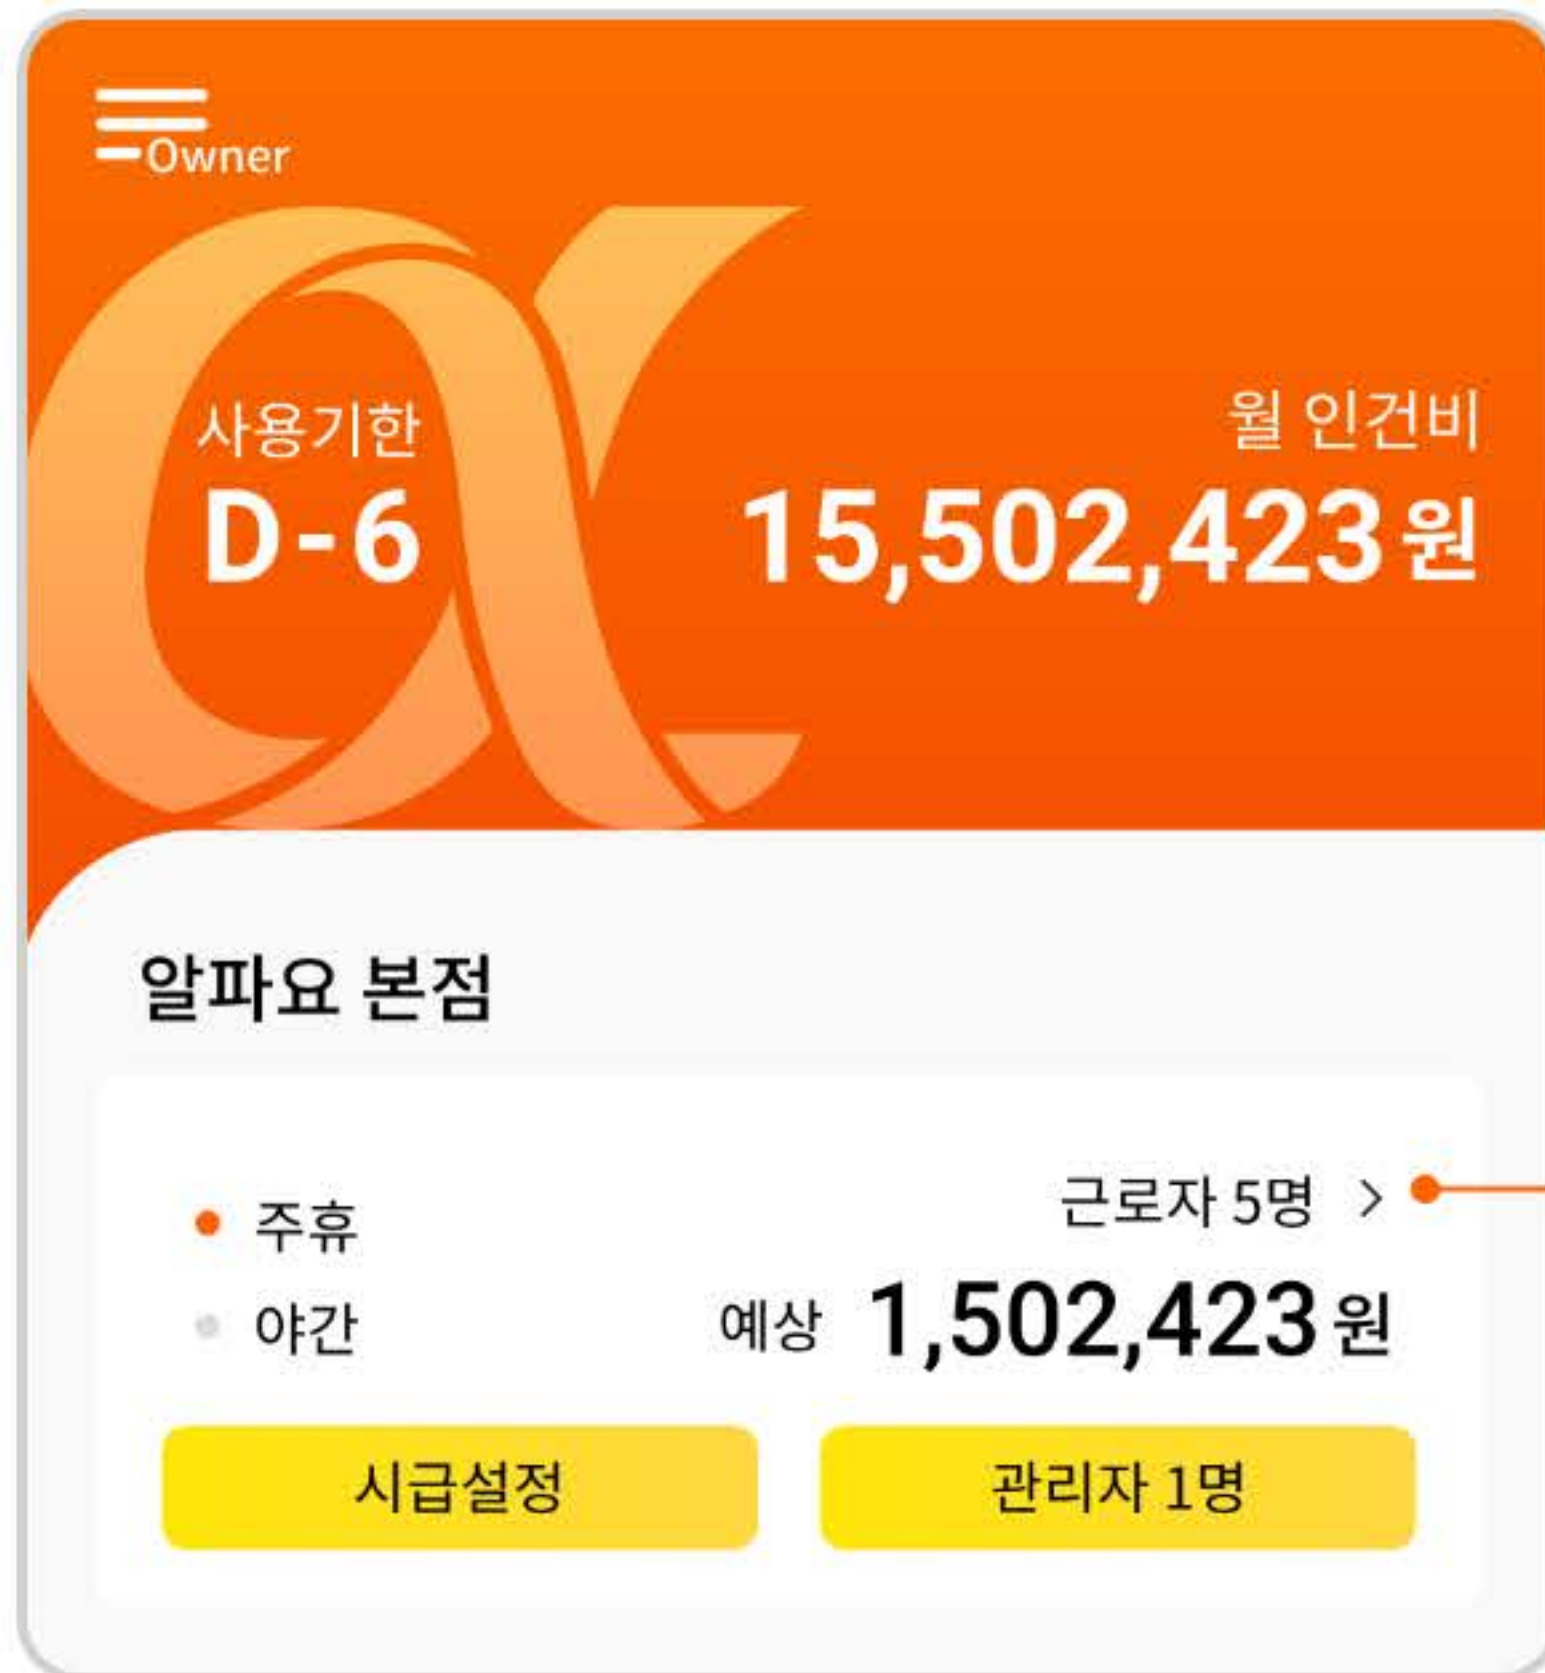 Owner
사용기한
D-6
월 인건비
15,502,423원
알파요 본점
주휴
야간
근로자 5명 >
예상 1,502,423원
시급설정
관리자 1명